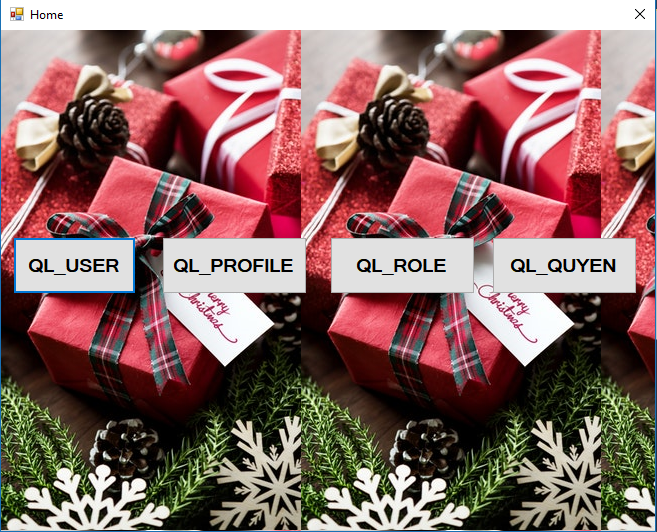 Home
QL_USER
QL_PROFILE
QL_ROLE
QL_QUYEN
Merry
Christmas
Merry
Christmas